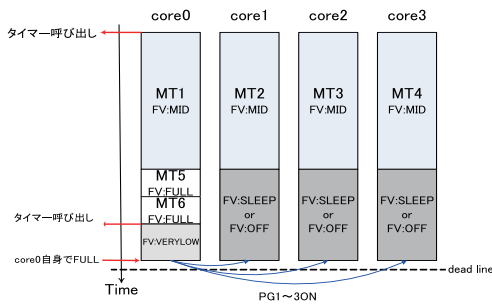 core0 core1 core2 core3
タイマー呼び出し
MT1 MT2 MT3 MT4
FV:MID FV:MID FV:MID FV:MID
MT5
FV:FULL
MT6
FV:FULL
FV:SLEEP FV:SLEEP FV:SLEEP
or or or
FV:OFF FV:OFF FV:OFF
タイマー呼び出し
FV:VERYLOW
core0自身でFULL
dead line
Time
PG1～3ON